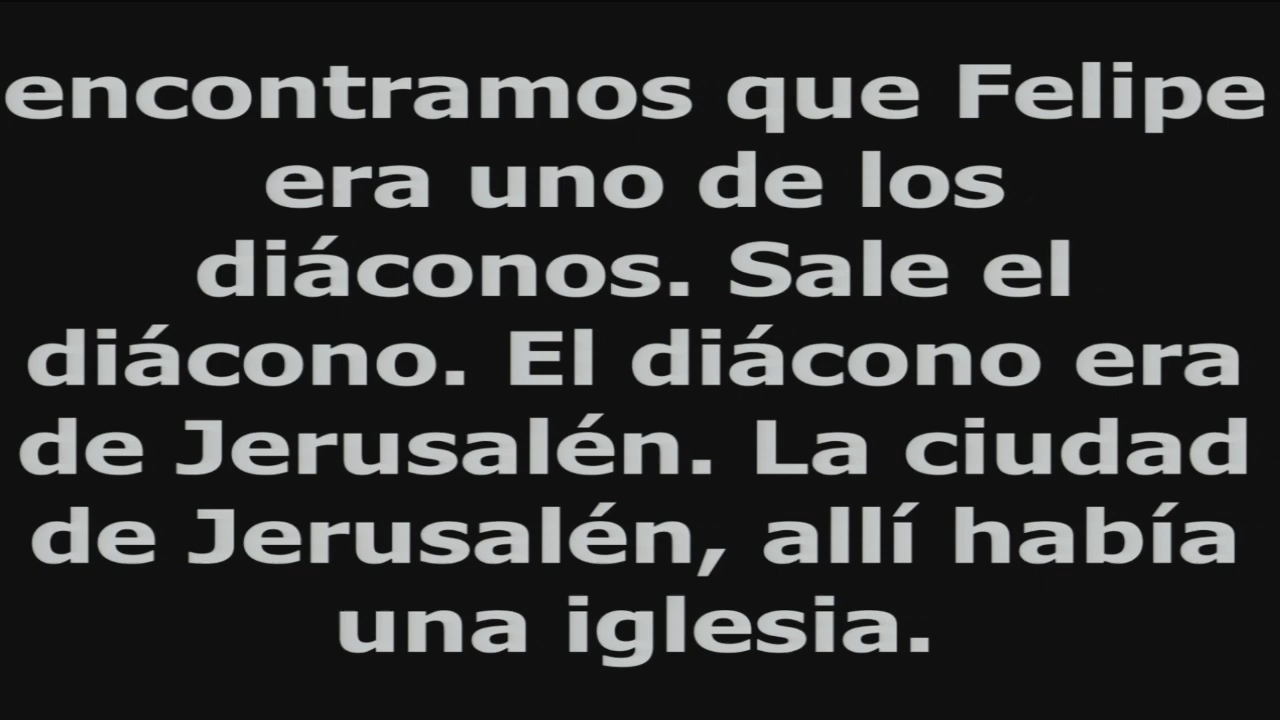 encontramos que Felipe
era uno de los
diáconos. Sale el
diácono. El diácono era
de Jerusalén. La ciudad
de Jerusalén, allí había
una iglesia.